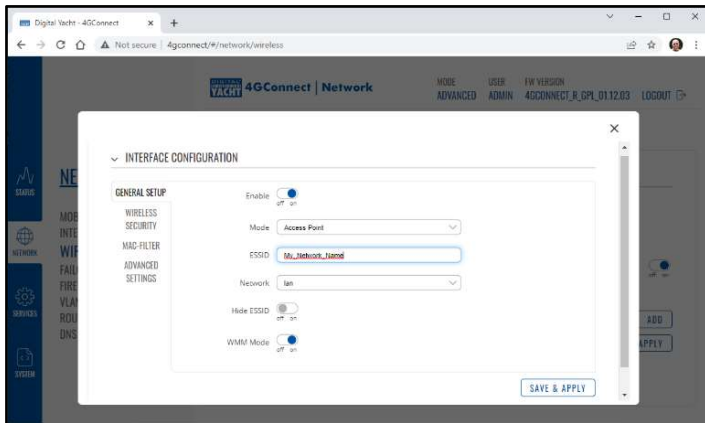 Digital Yacht - 4GConnect
Not secure | 4gconnect/#/network/wireless
DIGITAL YACHT 4GConnect | Network
MODE USER FW VERSION
ADVANCED ADMIN 4GCONNECT_R_GPL_01.12.03 LOGOUT
INTERFACE CONFIGURATION
GENERAL SETUP
WIRELESS SECURITY
MAC-FILTER
ADVANCED SETTINGS
Enable
off on
Mode Access Point
ESSID My_Network_Name
Network lan
Hide ESSID
off on
WMM Mode
off on
SAVE & APPLY
STATUS
NETWORK
SERVICES
SYSTEM
NE
MOB
INTE
WIF
FAIL
FIRE
VLA
ROU
DNS
off on
ADD
APPLY